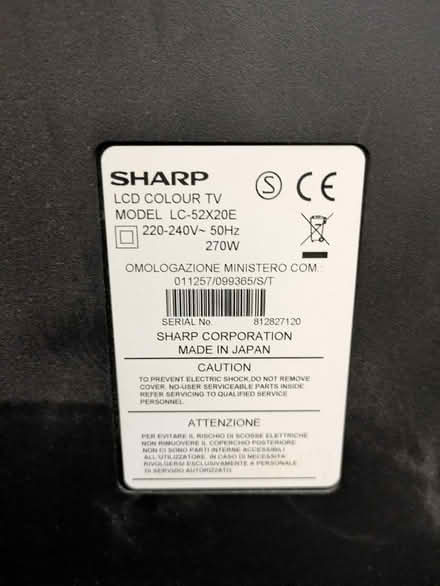 SHARP
S CE
LCD COLOUR TV
MODEL LC-52X20E
220-240V~ 50Hz
270W
OMOLOGAZIONE MINISTERO COM.:
011257/099365/S/T
SERIAL No. 812827120
SHARP CORPORATION
MADE IN JAPAN
CAUTION
TO PREVENT ELECTRIC SHOCK,DO NOT REMOVE
COVER. NO-USER SERVICEABLE PARTS INSIDE
REFER SERVICING TO QUALIFIED SERVICE
PERSONNEL.
ATTENZIONE
PER EVITARE IL RISCHIO DI SCOSSE ELETTRICHE
NON RIMUOVERE IL COPERCHIO POSTERIORE
NON CI SONO PARTI INTERNE ACCESSIBILI
ALL'UTILIZZATORE. IN CASO DI NECESSITA
RIVOLGERSI ESCLUSIVAMENTE A PERSONALE
DI SERVIZIO AUTORIZZATO.